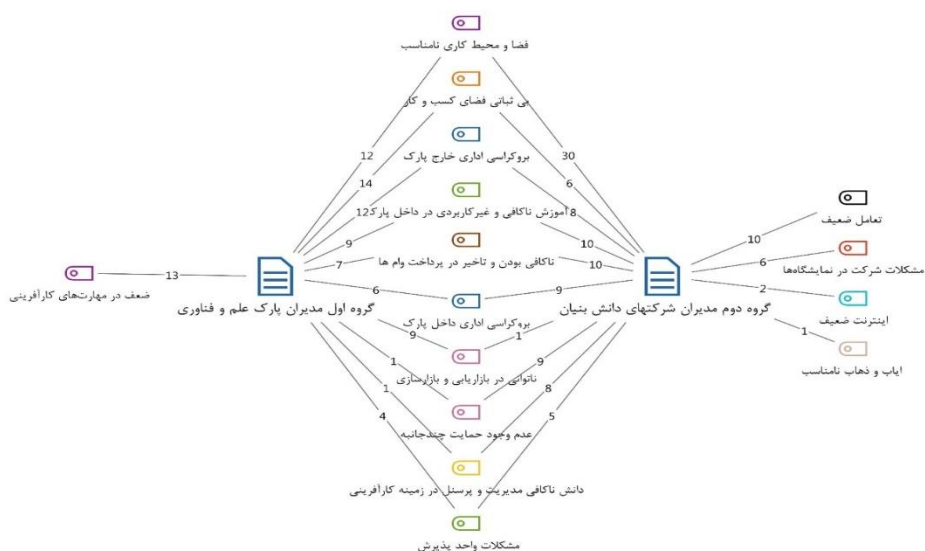 فضا و محیط کاری نامناسب
بی ثباتی فضای کسب و کار
بروکراسی اداری خارج پارک
12
30
14
6
12
8
آموزش ناکافی و غیرکاربردی در داخل پارک
9
10
تعامل ضعیف
10
ناکافی بودن و تاخیر در پرداخت وام ها
7
10
مشکلات شرکت در نمایشگاه‌ها
6
13
ضعف در مهارت‌های کارآفرینی
گروه اول مدیران پارک علم و فناوری
6
9
گروه دوم مدیران شرکتهای دانش بنیان
2
اینترنت ضعیف
بروکراسی اداری داخل پارک
9
1
1
ایاب و ذهاب نامناسب
ناتوانی در بازاریابی و بازارسازی
1
9
عدم وجود حمایت چندجانبه
1
8
4
5
دانش ناکافی مدیریت و پرسنل در زمینه کارآفرینی
مشکلات واحد پذیرش